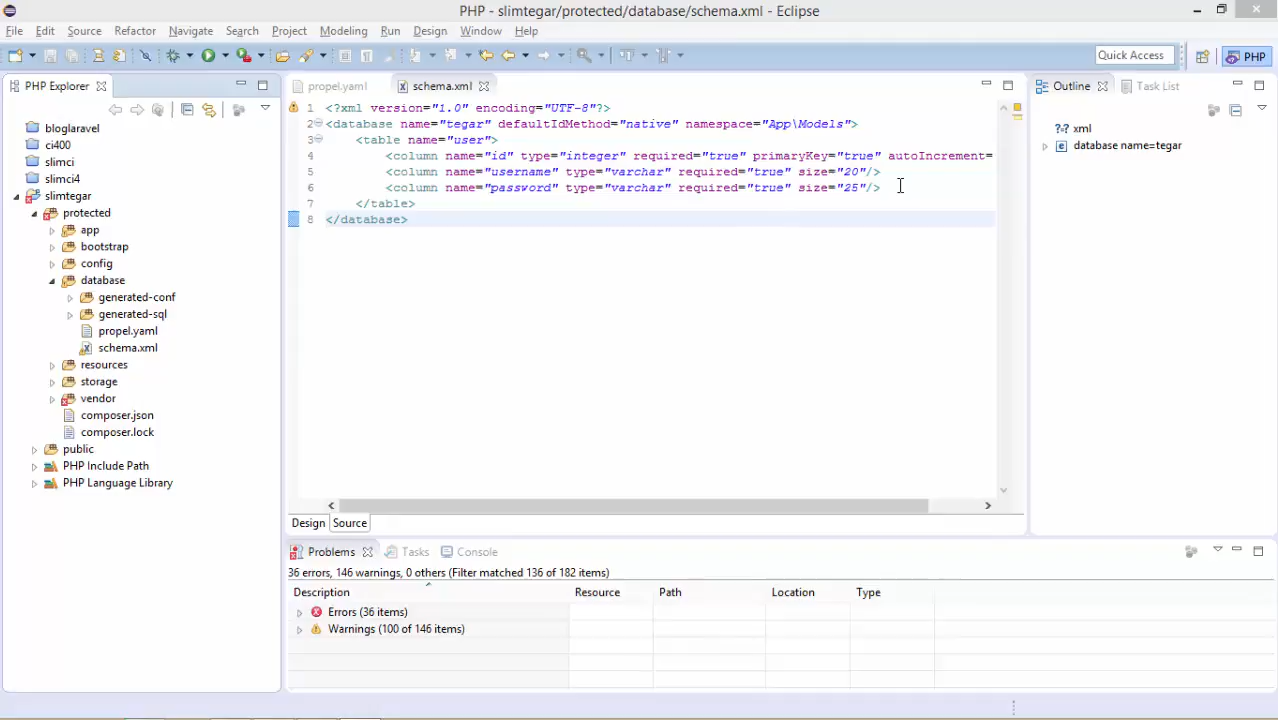 PHP - slimtegar/protected/database/schema.xml - Eclipse
File Edit Source Refactor Navigate Search Project Modeling Run Design Window Help
Quick Access
PHP
PHP Explorer
bloglaravel
ci400
slimci
slimci4
slimtegar
protected
app
bootstrap
config
database
generated-conf
generated-sql
propel.yaml
schema.xml
resources
storage
vendor
composer.json
composer.lock
public
PHP Include Path
PHP Language Library
propel.yaml schema.xml
1 <?xml version="1.0" encoding="UTF-8"?>
2 <database name="tegar" defaultIdMethod="native" namespace="App\Models">
3 <table name="user">
4 <column name="id" type="integer" required="true" primaryKey="true" autoIncrement=
5 <column name="username" type="varchar" required="true" size="20"/>
6 <column name="password" type="varchar" required="true" size="25"/>
7 </table>
8 </database>
Design Source
Outline Task List
xml
database name=tegar
Problems Tasks Console
36 errors, 146 warnings, 0 others (Filter matched 136 of 182 items)
Description Resource Path Location Type
Errors (36 items)
Warnings (100 of 146 items)